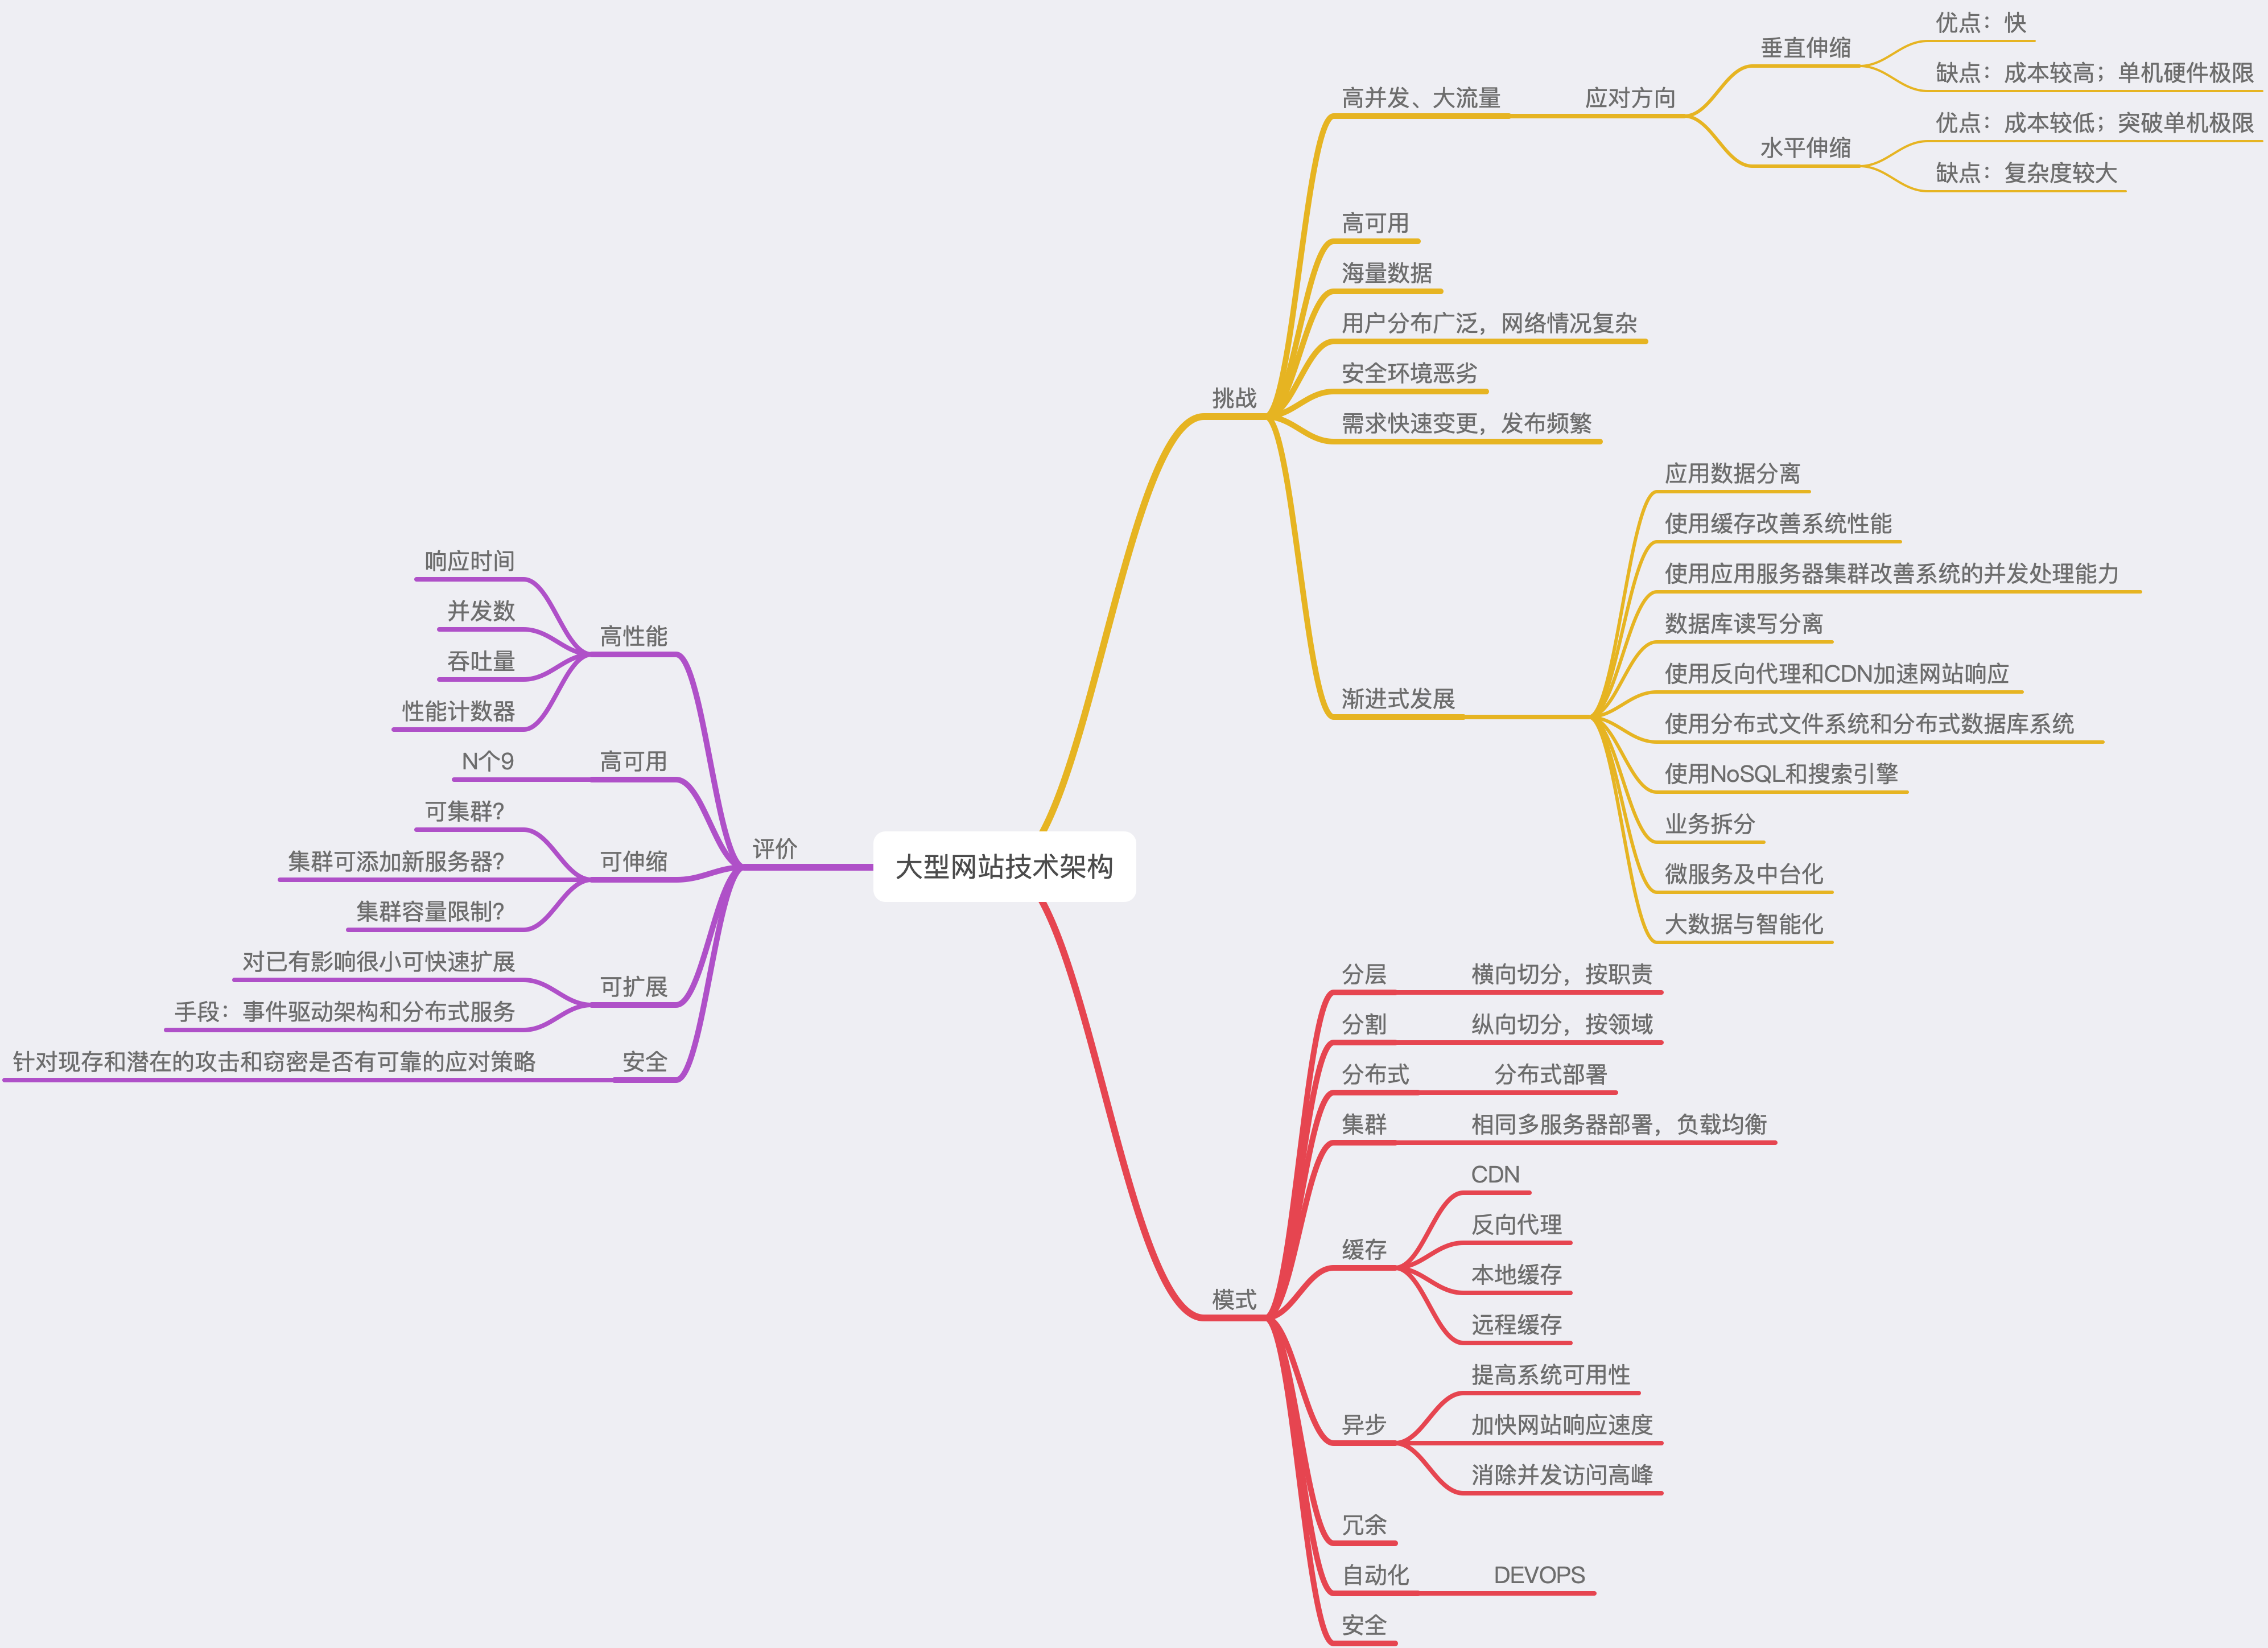 大型网站技术架构
挑战
高并发、大流量
应对方向
垂直伸缩
优点：快
缺点：成本较高；单机硬件极限
水平伸缩
优点：成本较低；突破单机极限
缺点：复杂度较大
高可用
海量数据
用户分布广泛，网络情况复杂
安全环境恶劣
需求快速变更，发布频繁
渐进式发展
应用数据分离
使用缓存改善系统性能
使用应用服务器集群改善系统的并发处理能力
数据库读写分离
使用反向代理和CDN加速网站响应
使用分布式文件系统和分布式数据库系统
使用NoSQL和搜索引擎
业务拆分
微服务及中台化
大数据与智能化
模式
分层
横向切分，按职责
分割
纵向切分，按领域
分布式
分布式部署
集群
相同多服务器部署，负载均衡
缓存
CDN
反向代理
本地缓存
远程缓存
异步
提高系统可用性
加快网站响应速度
消除并发访问高峰
冗余
自动化
DEVOPS
安全
评价
高性能
响应时间
并发数
吞吐量
性能计数器
高可用
N个9
可伸缩
可集群?
集群可添加新服务器?
集群容量限制?
可扩展
对已有影响很小可快速扩展
手段：事件驱动架构和分布式服务
安全
针对现存和潜在的攻击和窃密是否有可靠的应对策略